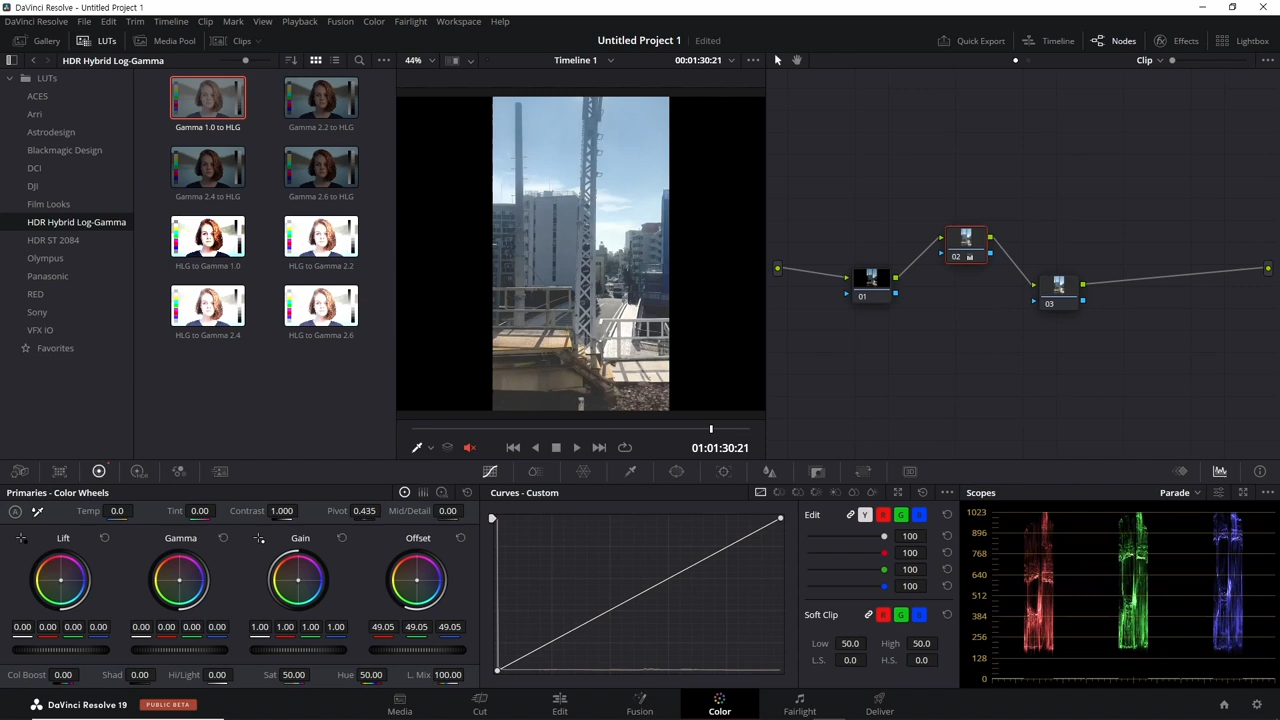 DaVinci Resolve - Untitled Project 1
DaVinci Resolve File Edit Trim Timeline Clip Mark View Playback Fusion Color Fairlight Workspace Help
Gallery LUTs Media Pool Clips Untitled Project 1 Edited Quick Export Timeline Nodes Effects Lightbox
HDR Hybrid Log-Gamma 44% Timeline 1 00:01:30:21 Clip
LUTs
ACES
Arri
Astrodesign
Blackmagic Design
DCI
DJI
Film Looks
HDR Hybrid Log-Gamma
HDR ST 2084
Olympus
Panasonic
RED
Sony
VFX IO
Favorites
Gamma 1.0 to HLG Gamma 2.2 to HLG
Gamma 2.4 to HLG Gamma 2.6 to HLG
HLG to Gamma 1.0 HLG to Gamma 2.2
HLG to Gamma 2.4 HLG to Gamma 2.6
01:01:30:21
02
01
03
Primaries - Color Wheels
A Temp 0.0 Tint 0.00 Contrast 1.000 Pivot 0.435 Mid/Detail 0.00
Lift Gamma Gain Offset
0.00 0.00 0.00 0.00 0.00 0.00 0.00 0.00 1.00 1.00 1.00 1.00 49.05 49.05 49.05
Col Boost 0.00 Shad 0.00 Hi/Light 0.00 Sat 50.00 Hue 50.00 L. Mix 100.00
Curves - Custom
Edit Y R G B
100
100
100
100
Soft Clip R G B
Low 50.0 High 50.0
L.S. 0.0 H.S. 0.0
Scopes Parade
1023
896
768
640
512
384
256
128
0
DaVinci Resolve 19 PUBLIC BETA
Media Cut Edit Fusion Color Fairlight Deliver